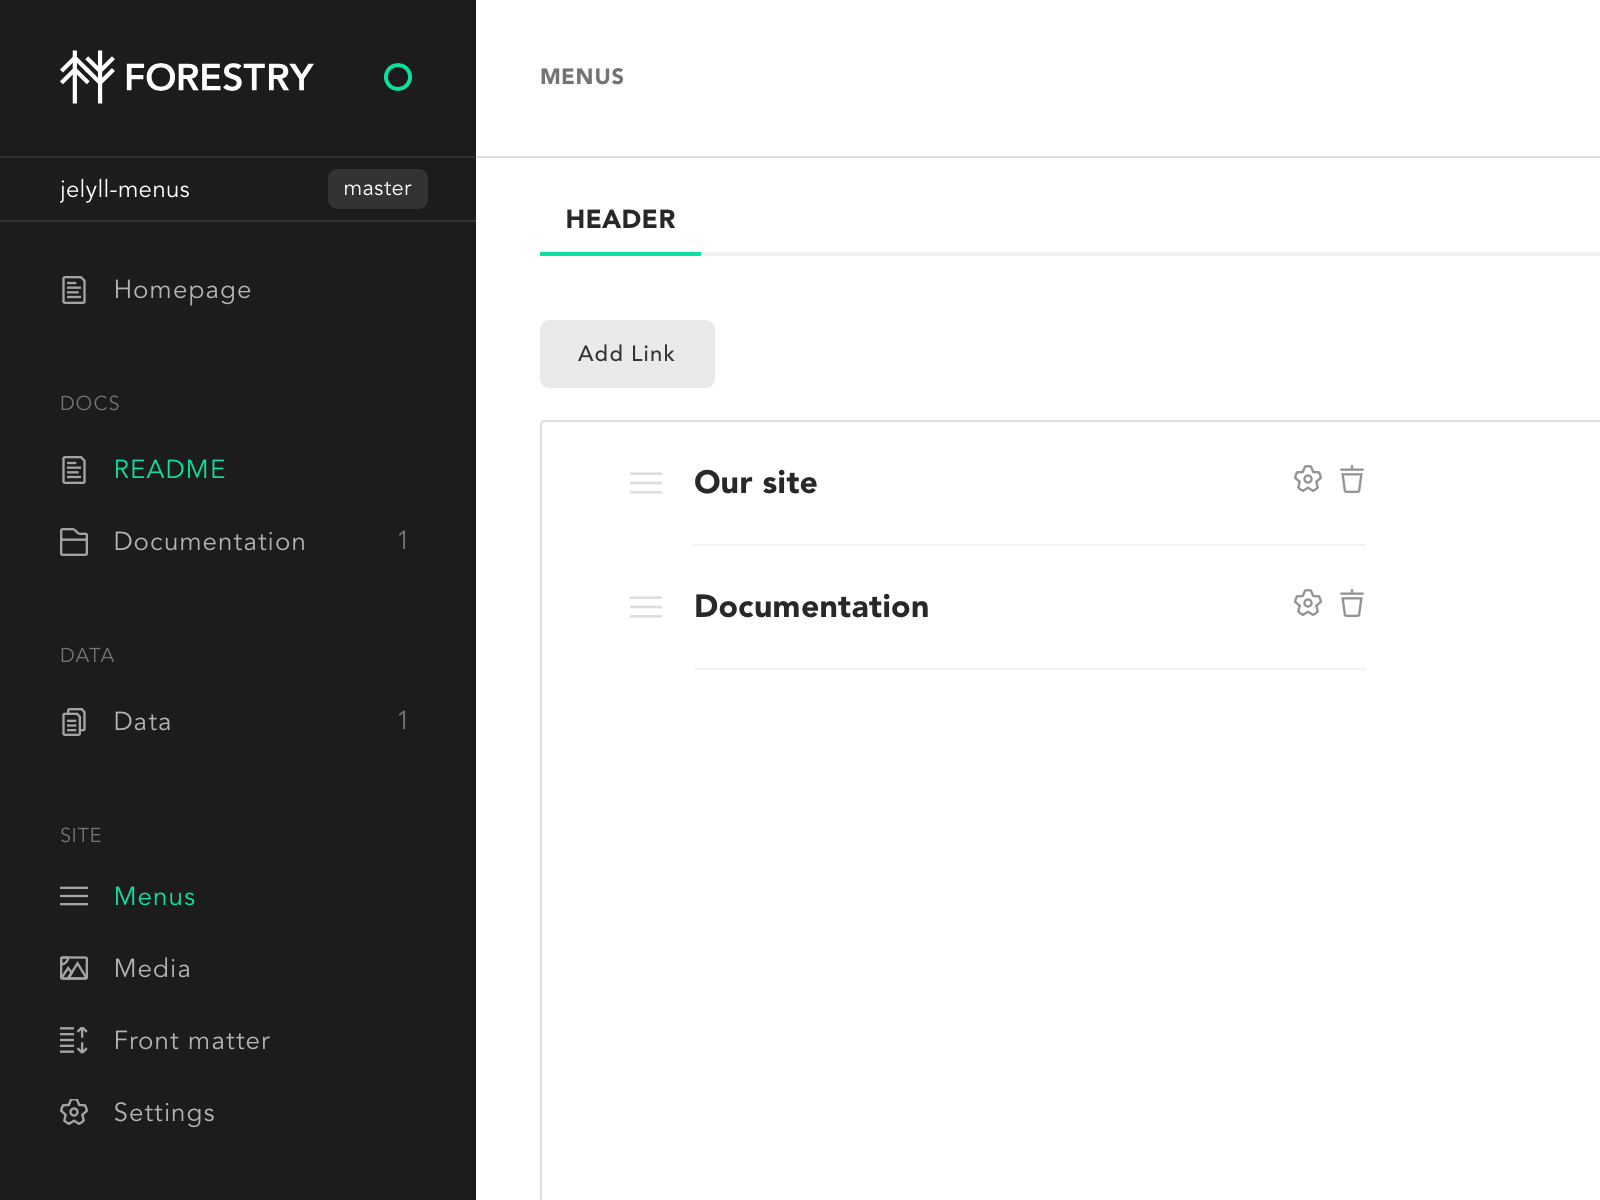 FORESTRY
jelyll-menus master
Homepage
DOCS
README
Documentation 1
DATA
Data 1
SITE
Menus
Media
Front matter
Settings
MENUS
HEADER
Add Link
Our site
Documentation